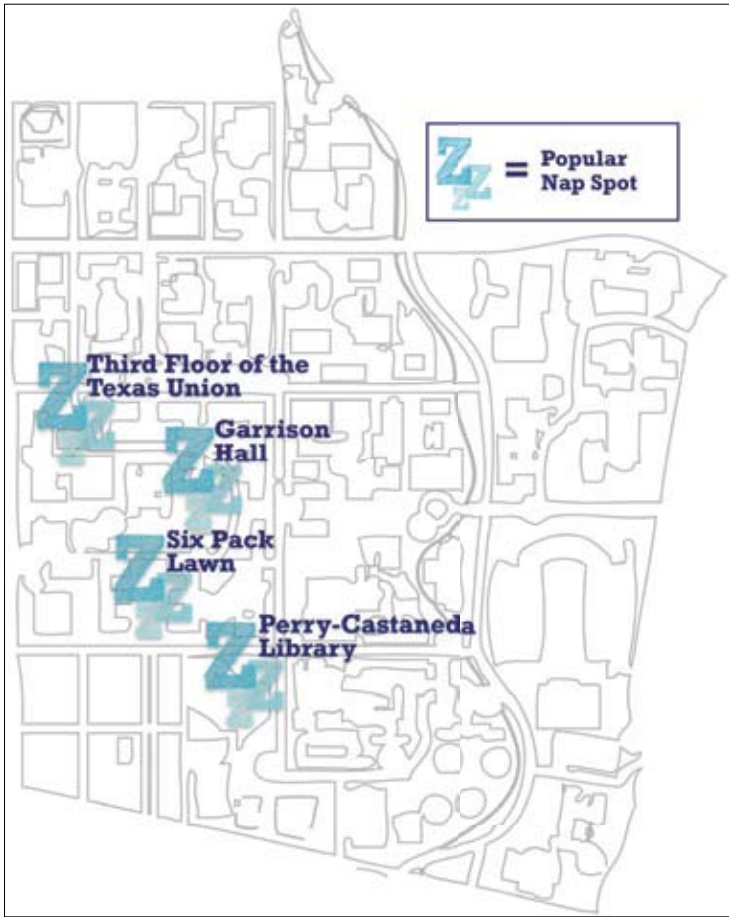 Z Z Z = Popular
Nap Spot
Third Floor of the
Texas Union
Z Z Z
Garrison
Hall
Z Z Z
Six Pack
Lawn
Z Z Z
Perry-Castaneda
Library
Z Z Z